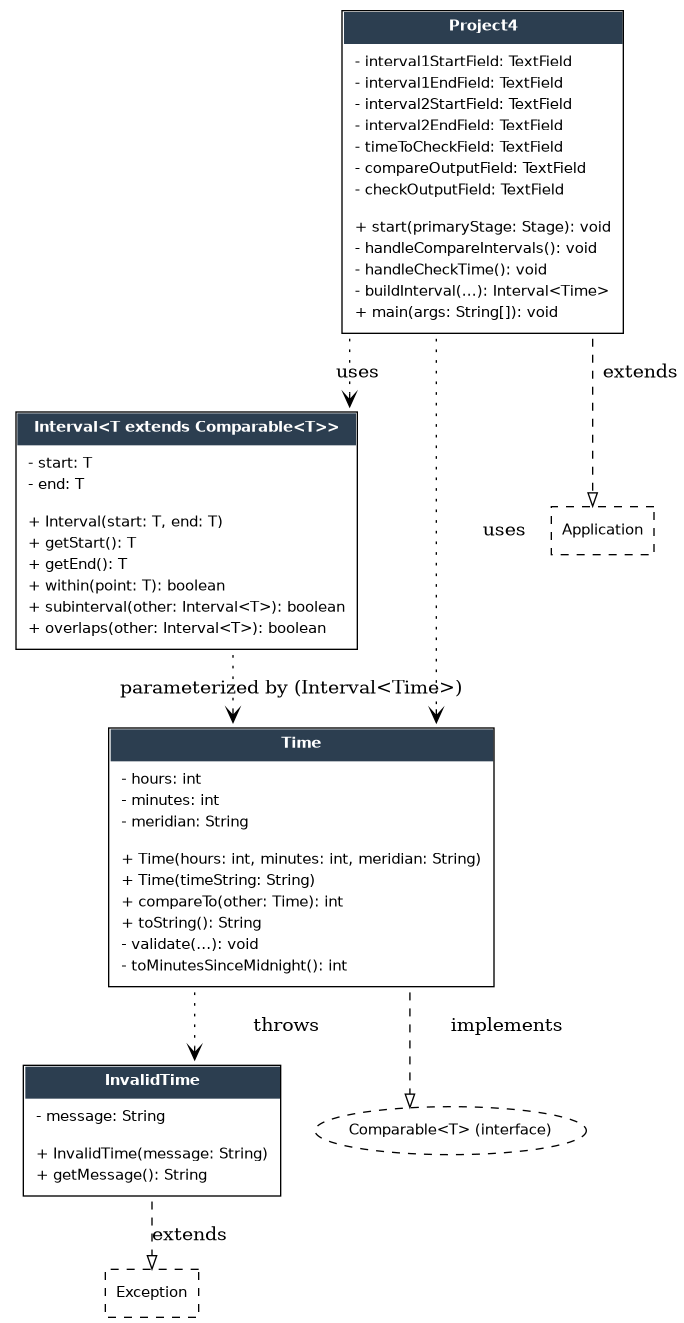 Project4
- interval1StartField: TextField
- interval1EndField: TextField
- interval2StartField: TextField
- interval2EndField: TextField
- timeToCheckField: TextField
- compareOutputField: TextField
- checkOutputField: TextField
+ start(primaryStage: Stage): void
- handleCompareIntervals(): void
- handleCheckTime(): void
- buildInterval(...): Interval<Time>
+ main(args: String[]): void
uses
extends
Interval<T extends Comparable<T>>
- start: T
- end: T
+ Interval(start: T, end: T)
+ getStart(): T
+ getEnd(): T
+ within(point: T): boolean
+ subinterval(other: Interval<T>): boolean
+ overlaps(other: Interval<T>): boolean
uses
Application
parameterized by (Interval<Time>)
Time
- hours: int
- minutes: int
- meridian: String
+ Time(hours: int, minutes: int, meridian: String)
+ Time(timeString: String)
+ compareTo(other: Time): int
+ toString(): String
- validate(...): void
- toMinutesSinceMidnight(): int
throws
implements
InvalidTime
- message: String
+ InvalidTime(message: String)
+ getMessage(): String
Comparable<T> (interface)
extends
Exception